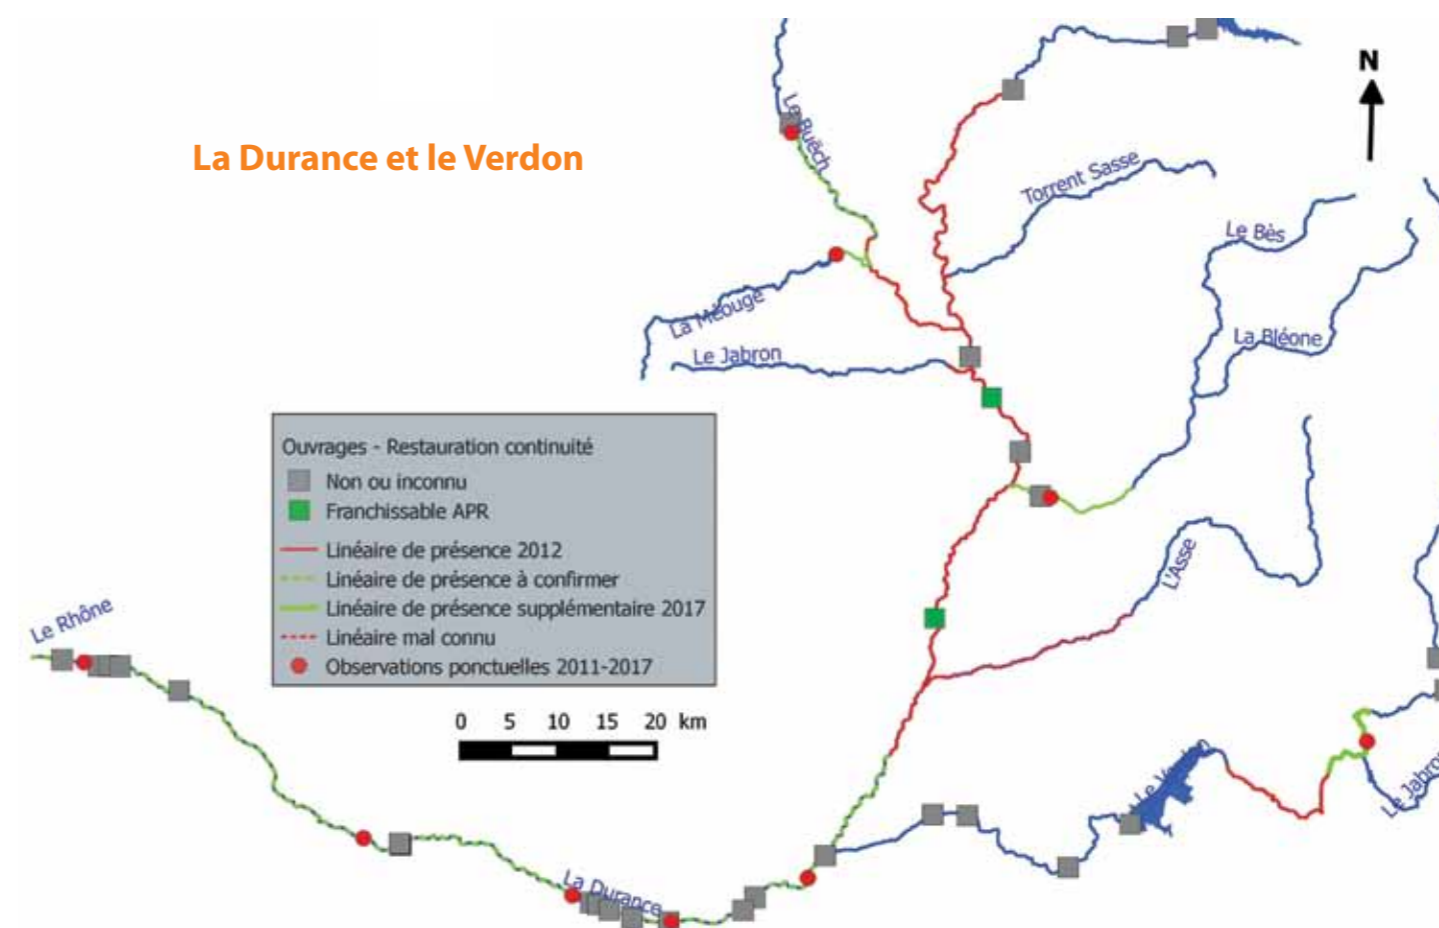 N
La Durance et le Verdon
Le Buëch
Torrent Sasse
Le Bès
La Méouge
La Bléone
Le Jabron
Ouvrages - Restauration continuité
Non ou inconnu
Franchissable APR
Linéaire de présence 2012
Linéaire de présence à confirmer
Linéaire de présence supplémentaire 2017
Linéaire mal connu
Observations ponctuelles 2011-2017
L'Asse
Le Rhône
0 5 10 15 20 km
Le Verdon
Le Jabron
La Durance